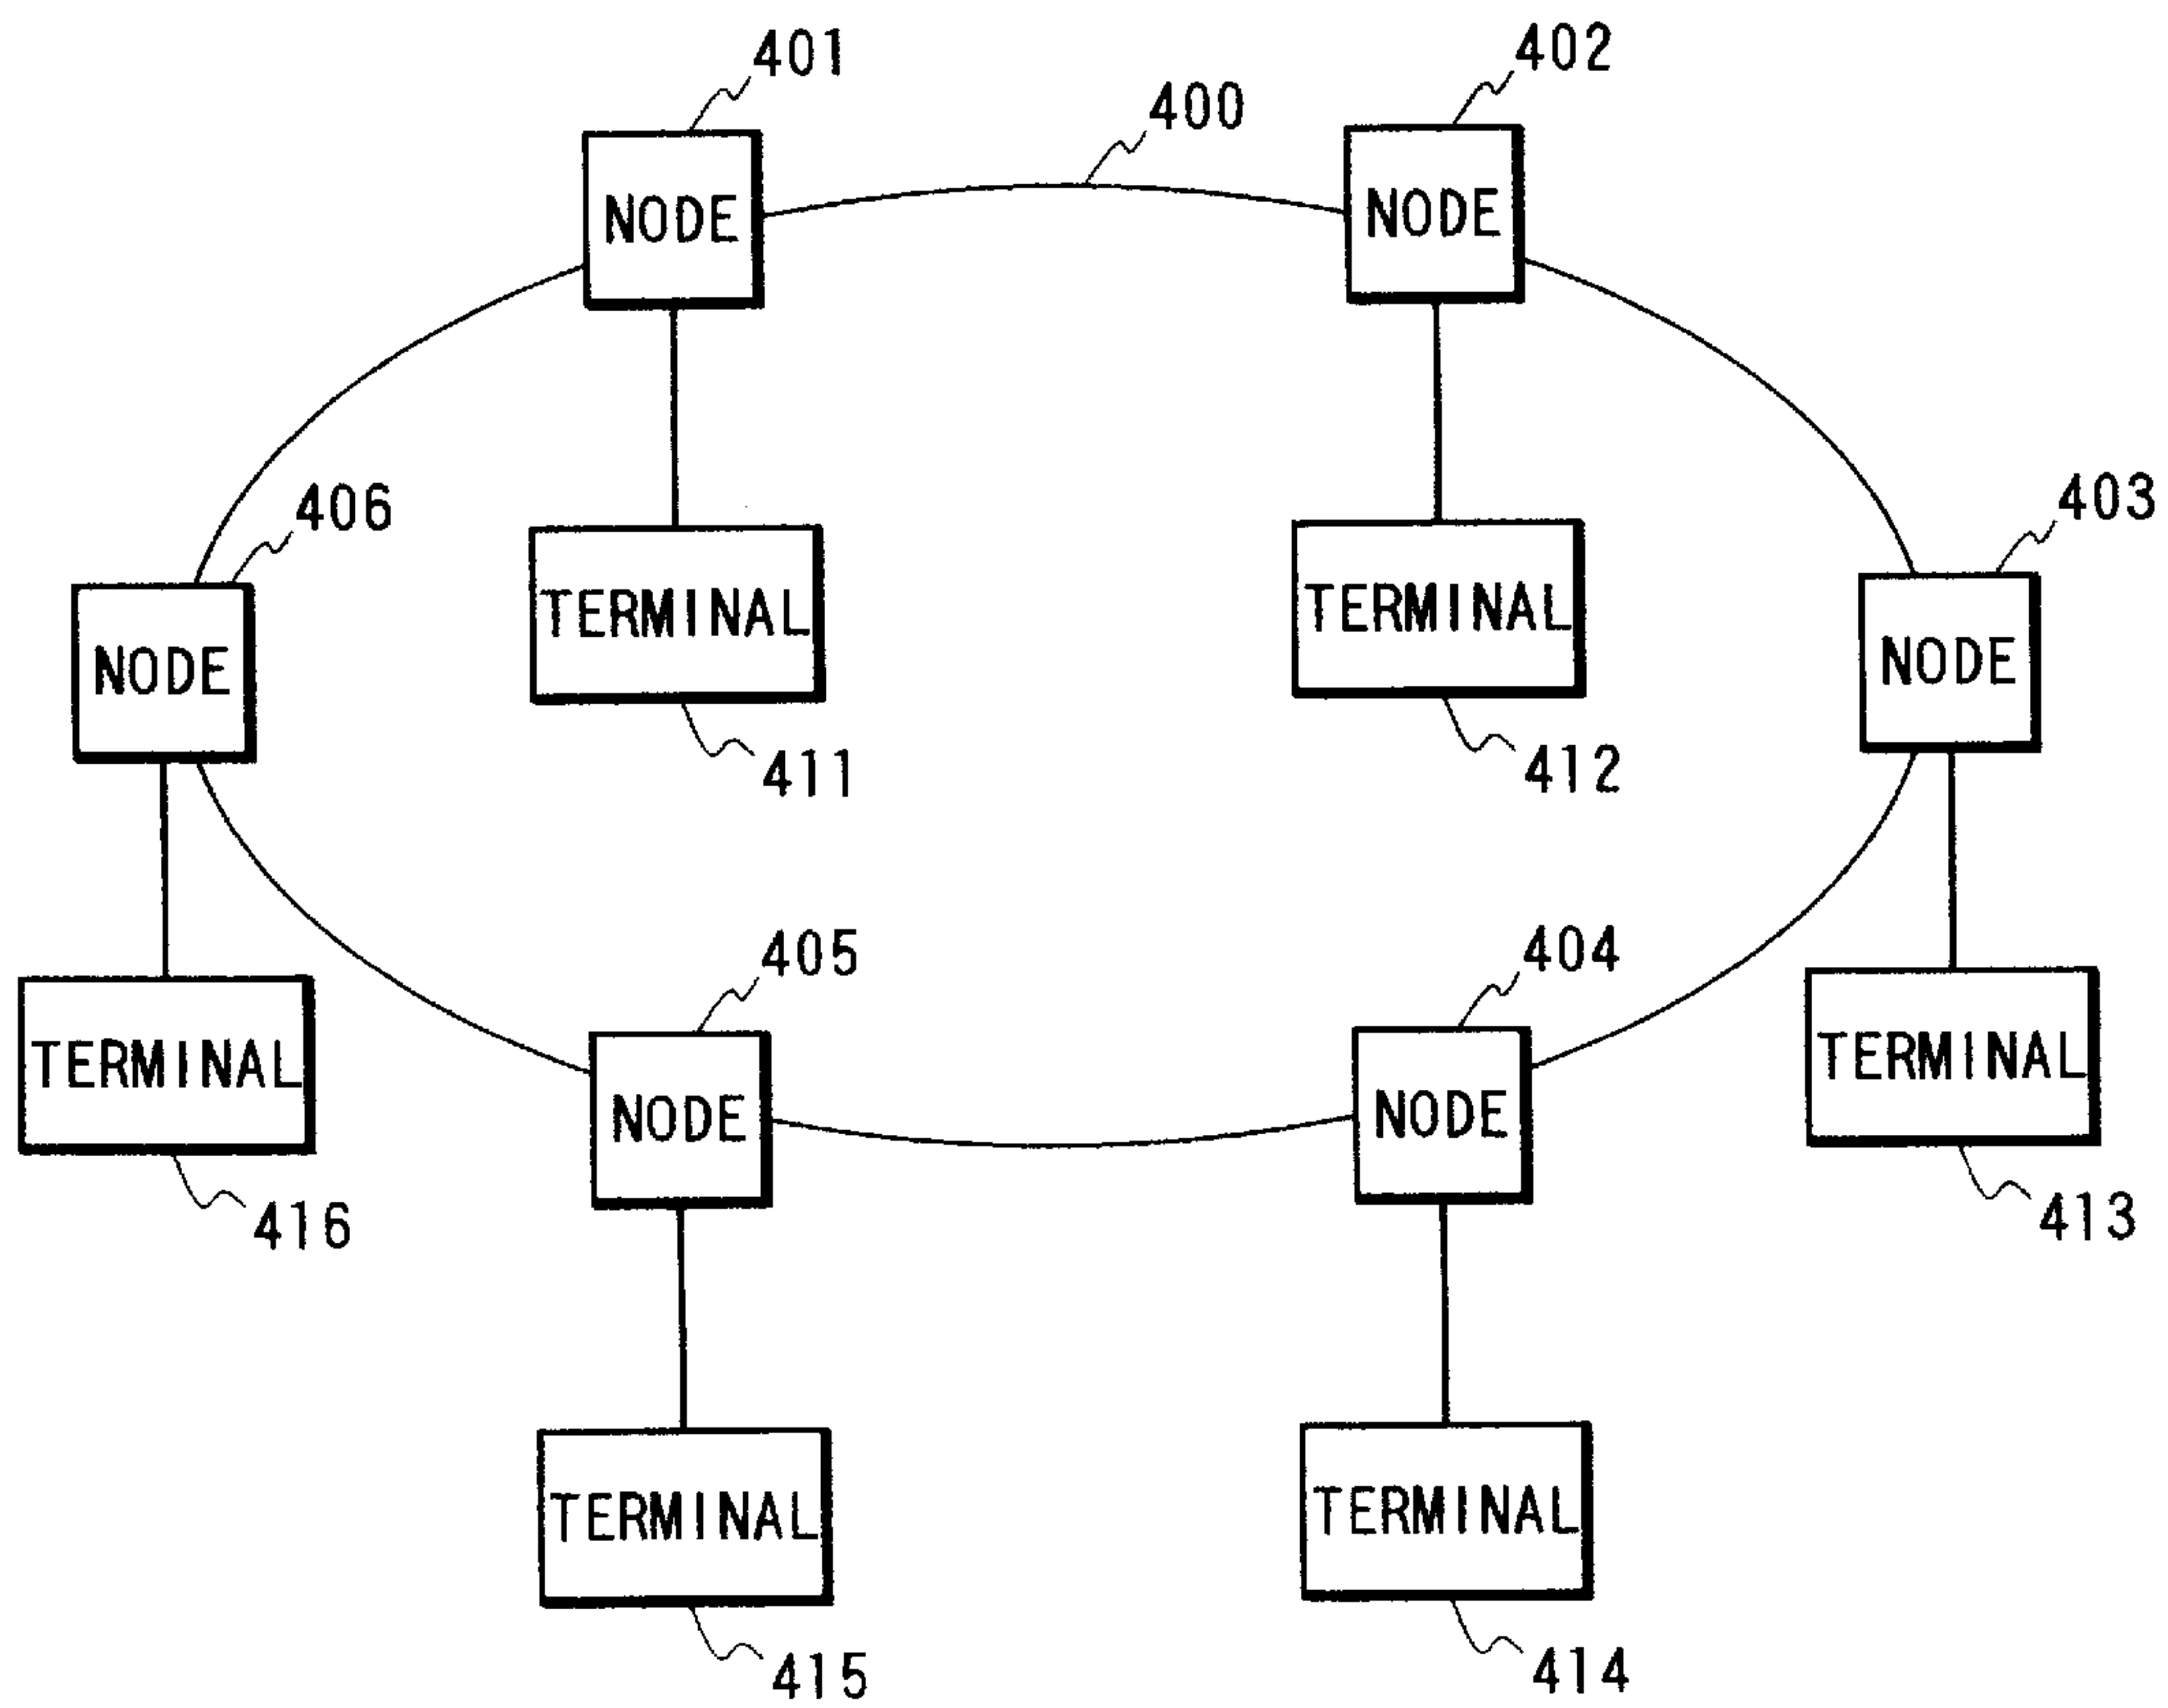 401
402
400
NODE
NODE
406
403
TERMINAL
TERMINAL
NODE
NODE
411
412
405
404
TERMINAL
TERMINAL
NODE
NODE
416
413
TERMINAL
TERMINAL
415
414